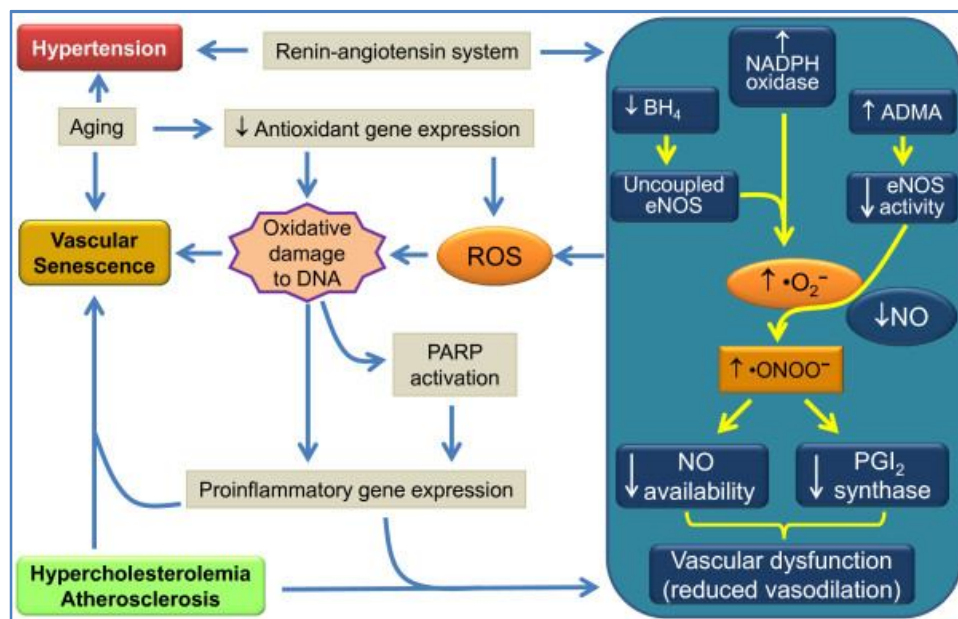 Hypertension
Renin-angiotensin system
Aging
↓ Antioxidant gene expression
Vascular
Senescence
Oxidative
damage
to DNA
ROS
PARP
activation
Proinflammatory gene expression
Hypercholesterolemia
Atherosclerosis
↑
NADPH
oxidase
↓ BH₄
↑ ADMA
Uncoupled
eNOS
↓ eNOS
activity
↑ •O₂⁻
↓NO
↑ •ONOO⁻
↓ NO
availability
↓ PGI₂
synthase
Vascular dysfunction
(reduced vasodilation)